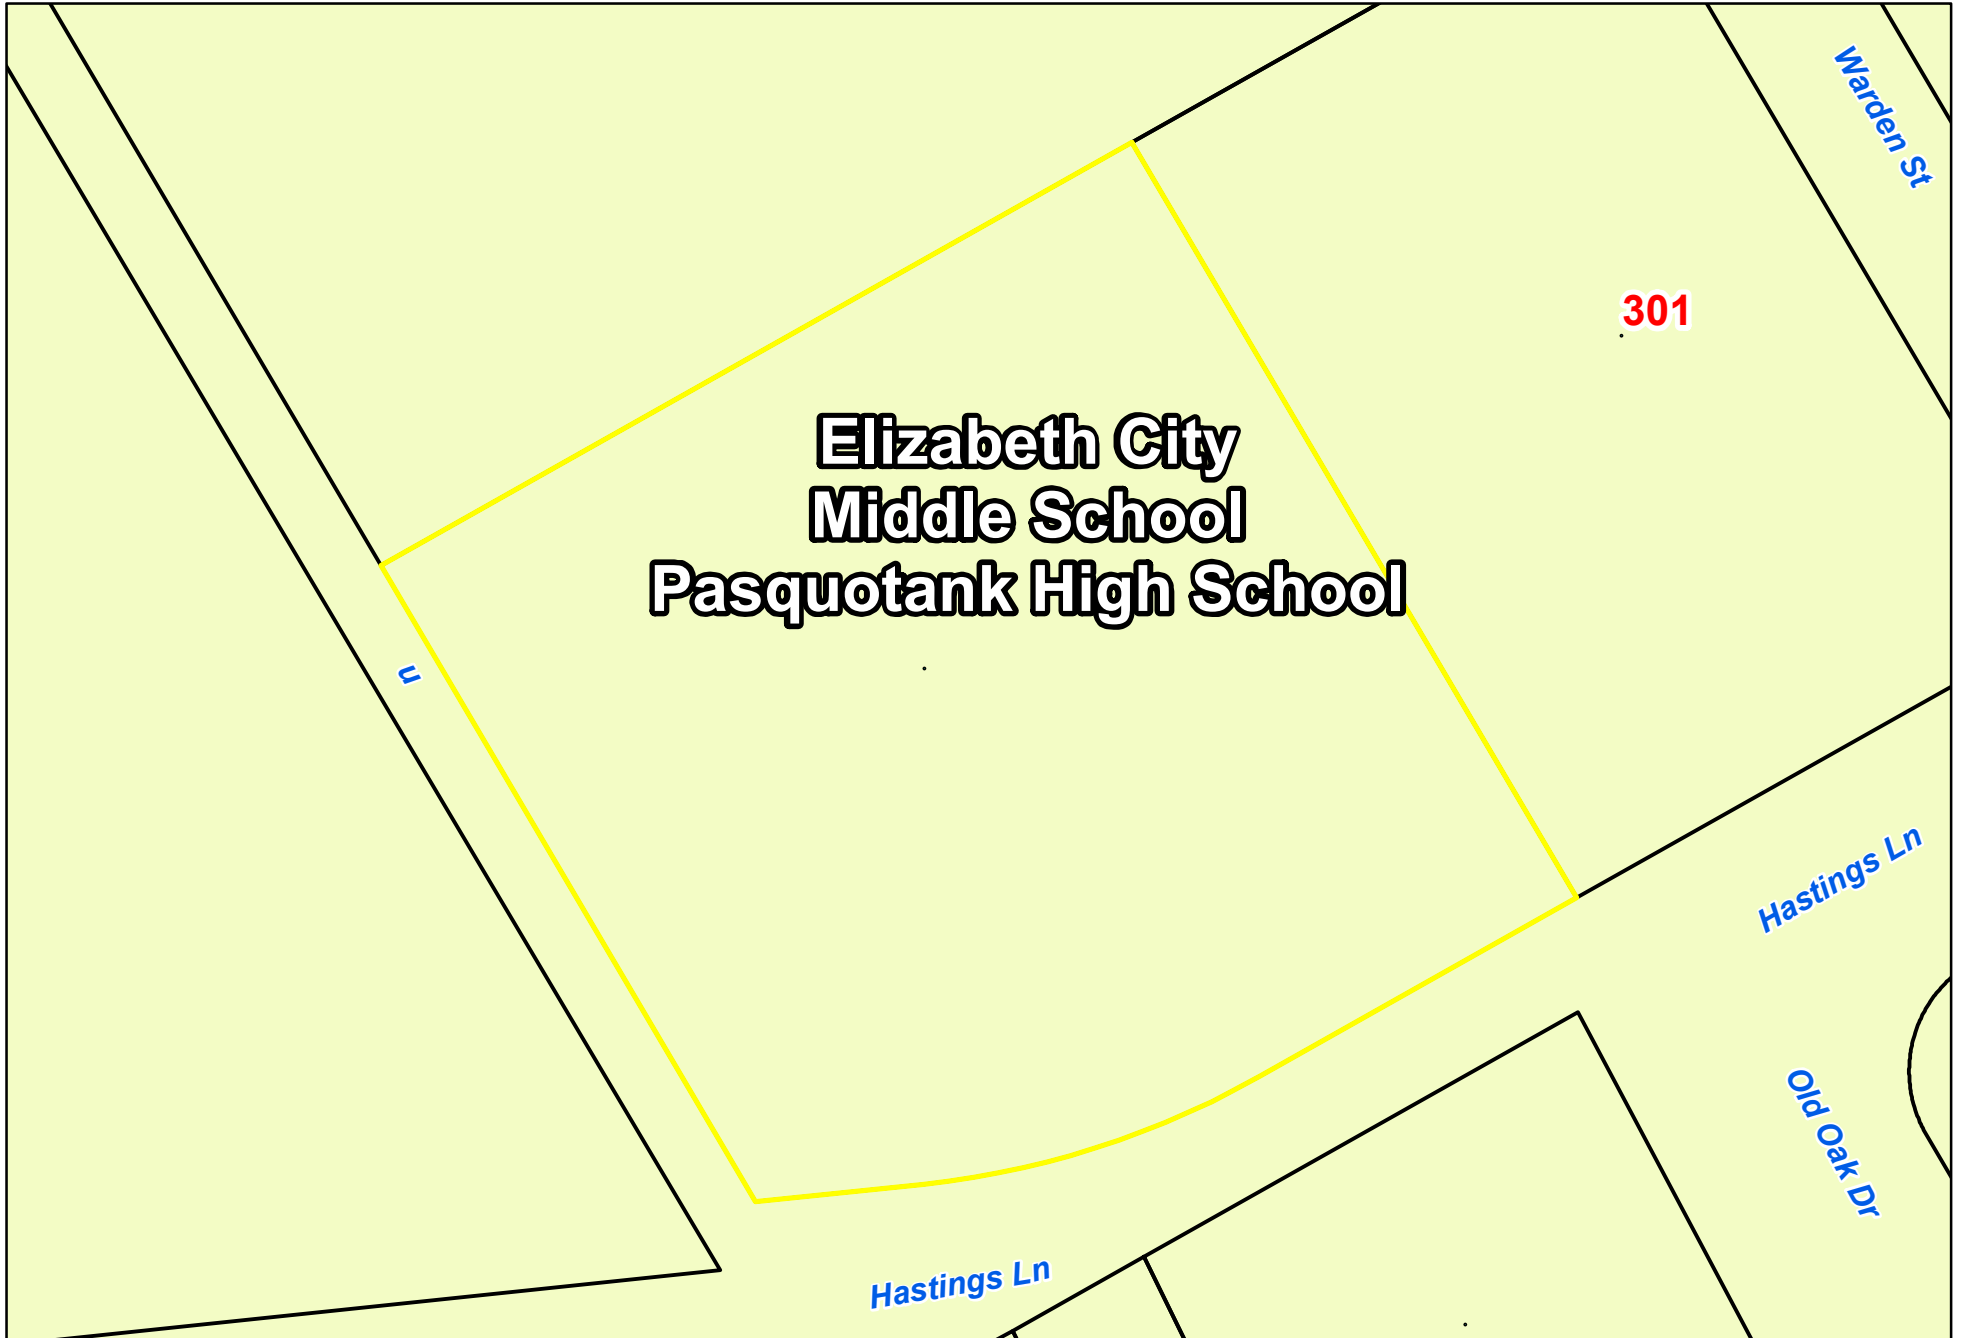 Warden St
301
Elizabeth City
Middle School
Pasquotank High School
u
Hastings Ln
Old Oak Dr
Hastings Ln